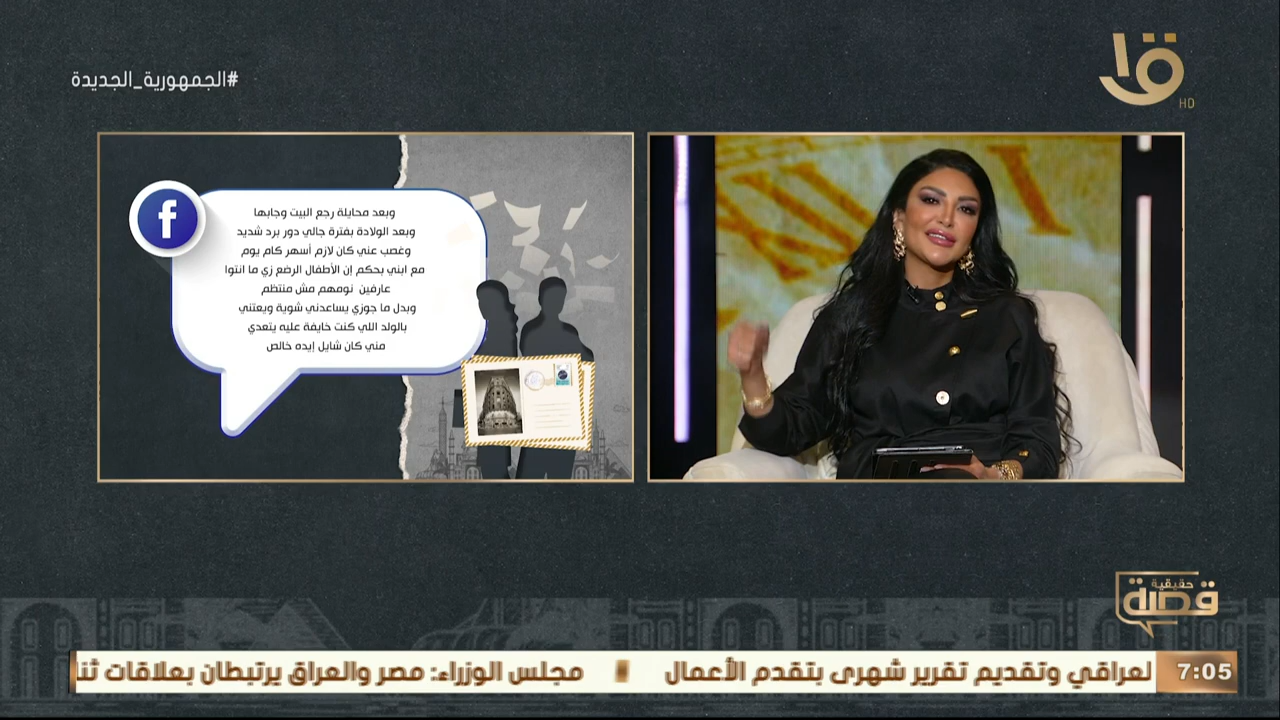 #الجمهورية_الجديدة
HD
f
وبعد محايلة رجع البيت وجابها
وبعد الولادة بفترة جالي دور برد شديد
وغصب عني كان لازم أسهر كام يوم
مع ابني بحكم إن الأطفال الرضع زي ما انتوا
عارفين نومهم مش منتظم
وبدل ما جوزي يساعدني شوية ويعتني
بالولد اللي كنت خايفة عليه يتعدي
مني كان شايل إيده خالص
قصة حقيقية
7:05
لعراقي وتقديم تقرير شهرى بتقدم الأعمال ■ مجلس الوزراء: مصر والعراق يرتبطان بعلاقات